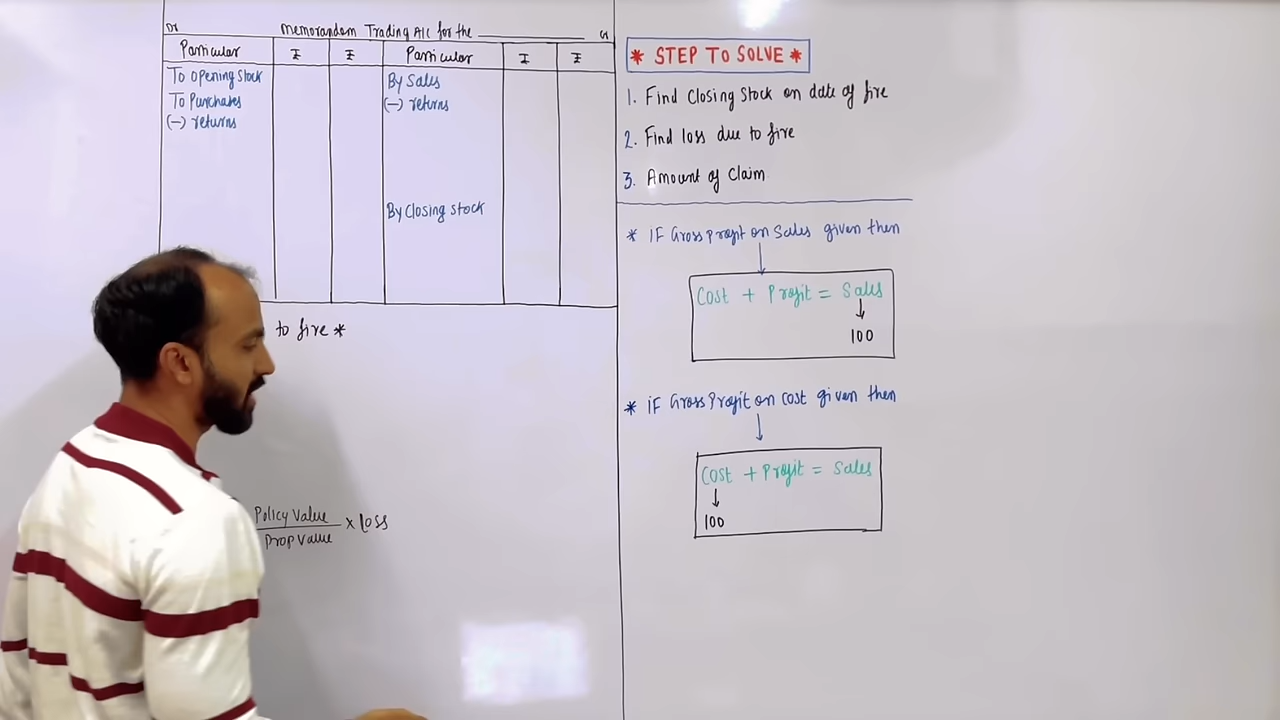 Dr Memorandam Trading A/c for the ____________ Cr
Particular ₹ ₹ Particular ₹ ₹
To Opening Stock
To Purchases
(-) returns
By Sales
(-) returns
By Closing Stock
to fire *
Policy Value
Prop Value
× Loss
* STEP TO SOLVE *
1. Find Closing Stock on date of fire
2. Find loss due to fire
3. Amount of Claim
* IF Gross Profit on Sales given then
Cost + Profit = Sales
100
* IF Gross Profit on Cost given then
Cost + Profit = Sales
100